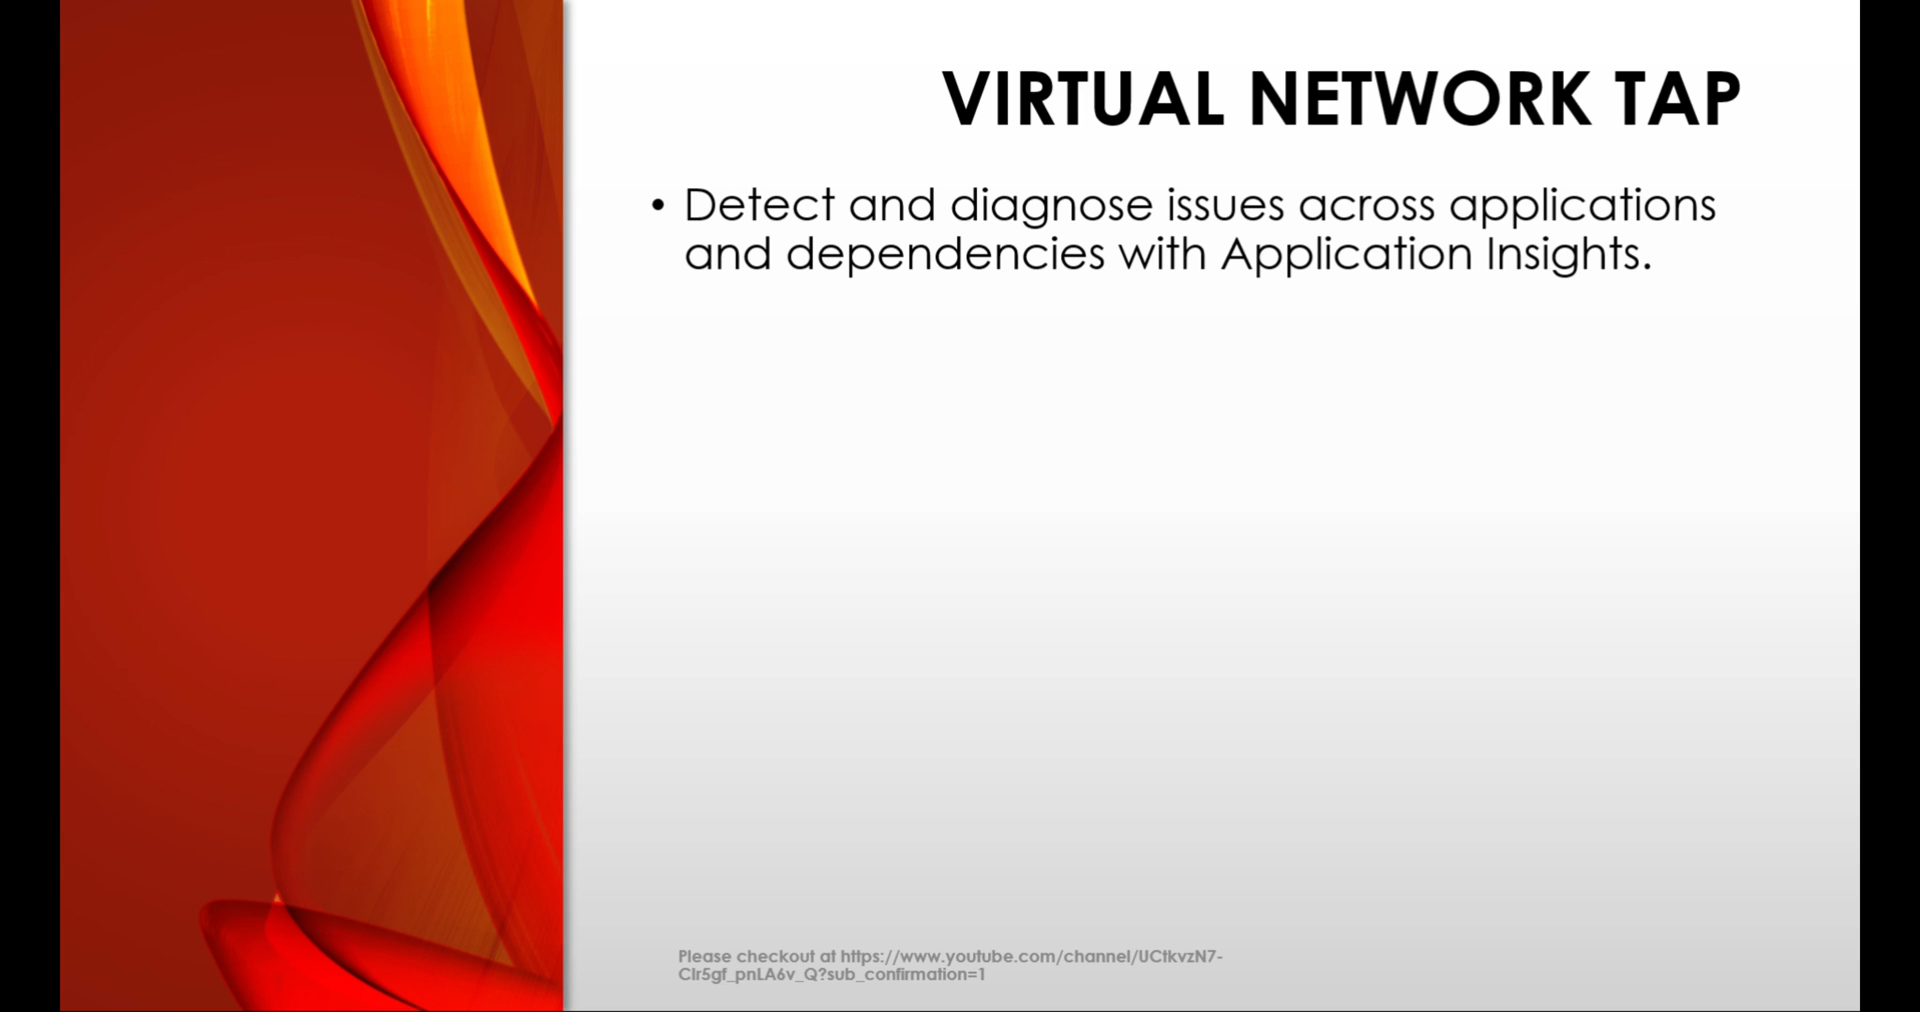 VIRTUAL NETWORK TAP
• Detect and diagnose issues across applications
and dependencies with Application Insights.
Please checkout at https://www.youtube.com/channel/UCtkvzN7-
CIr5gf_pnLA6v_Q?sub_confirmation=1